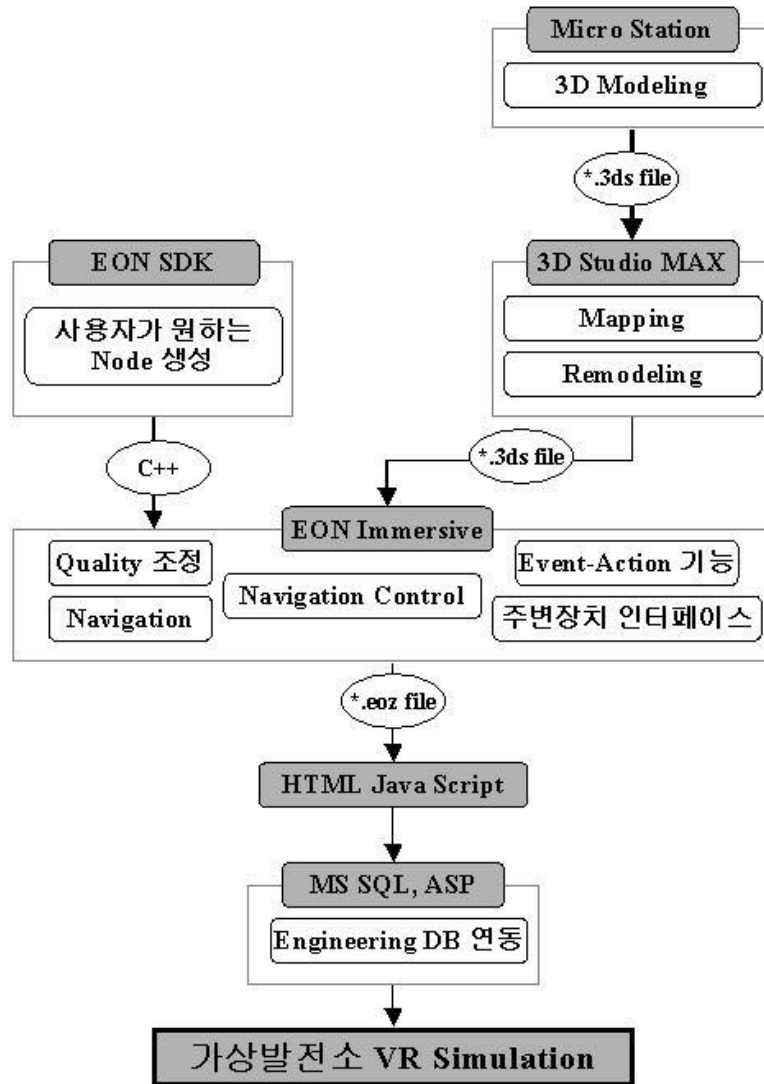 Micro Station
3D Modeling
*.3ds file
EON SDK
사용자가 원하는
Node 생성
C++
3D Studio MAX
Mapping
Remodeling
*.3ds file
EON Immersive
Quality 조정
Navigation
Navigation Control
Event-Action 기능
주변장치 인터페이스
*.eoz file
HTML Java Script
MS SQL, ASP
Engineering DB 연동
가상발전소 VR Simulation